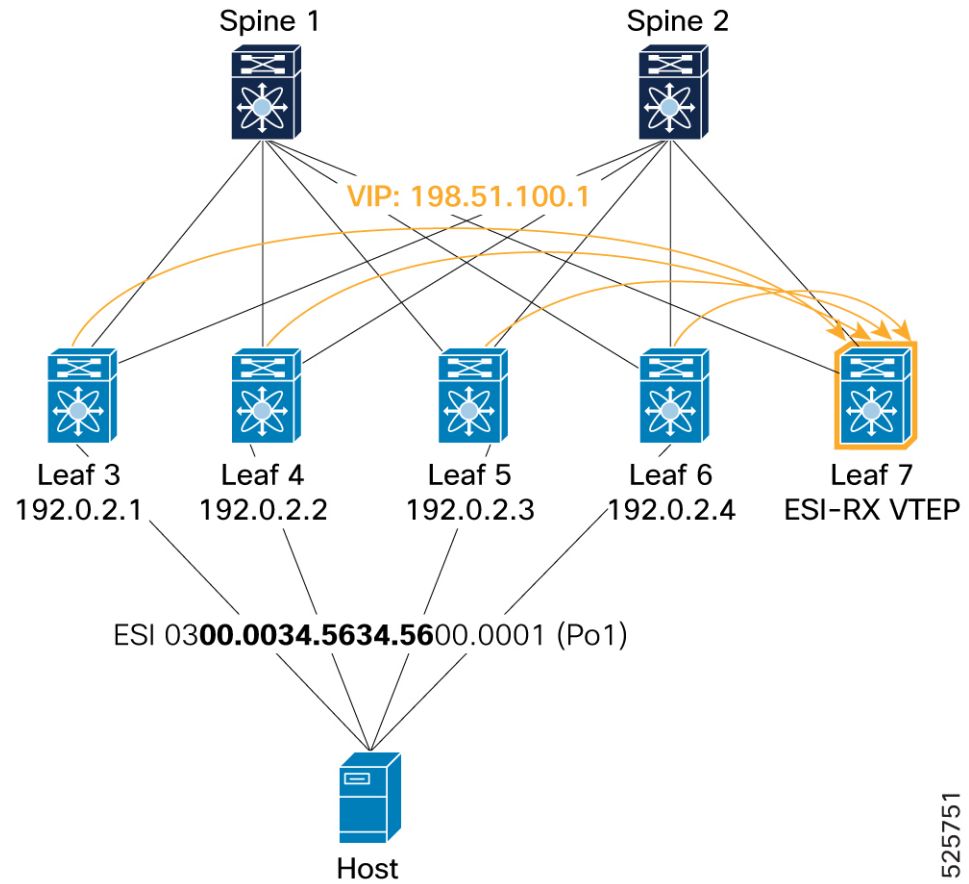 Spine 1
Spine 2
VIP: 198.51.100.1
Leaf 3
192.0.2.1
Leaf 4
192.0.2.2
Leaf 5
192.0.2.3
Leaf 6
192.0.2.4
Leaf 7
ESI-RX VTEP
ESI 0300.0034.5634.5600.0001 (Po1)
Host
525751